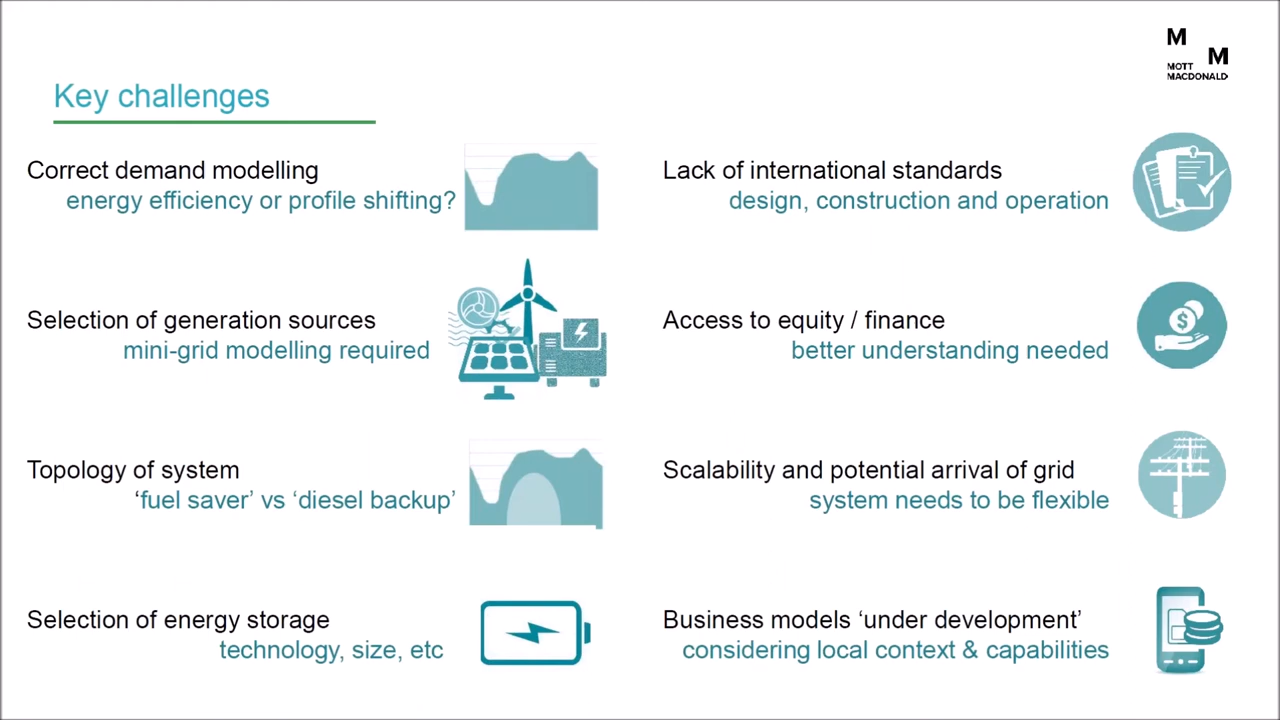 M
M
MOTT
MACDONALD
Key challenges
Correct demand modelling
energy efficiency or profile shifting?
Selection of generation sources
mini-grid modelling required
Topology of system
‘fuel saver’ vs ‘diesel backup’
Selection of energy storage
technology, size, etc
Lack of international standards
design, construction and operation
Access to equity / finance
better understanding needed
$
Scalability and potential arrival of grid
system needs to be flexible
Business models ‘under development’
considering local context & capabilities